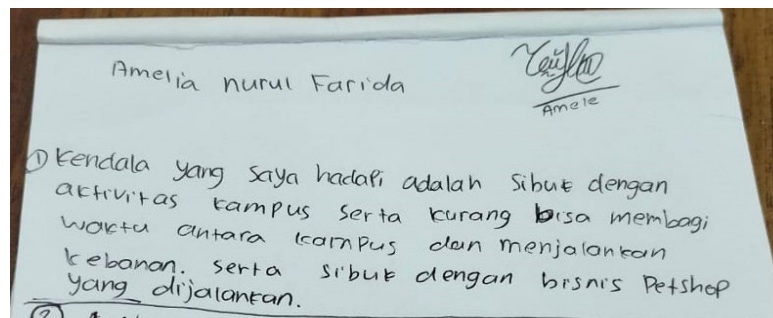 Amelia nurul Farida
Amele
① Kendala yang saya hadapi adalah sibuk dengan
aktivitas kampus serta kurang bisa membagi
waktu antara kampus dan menjalankan
kebanan. serta sibuk dengan bisnis Petshop
yang dijalankan.
②